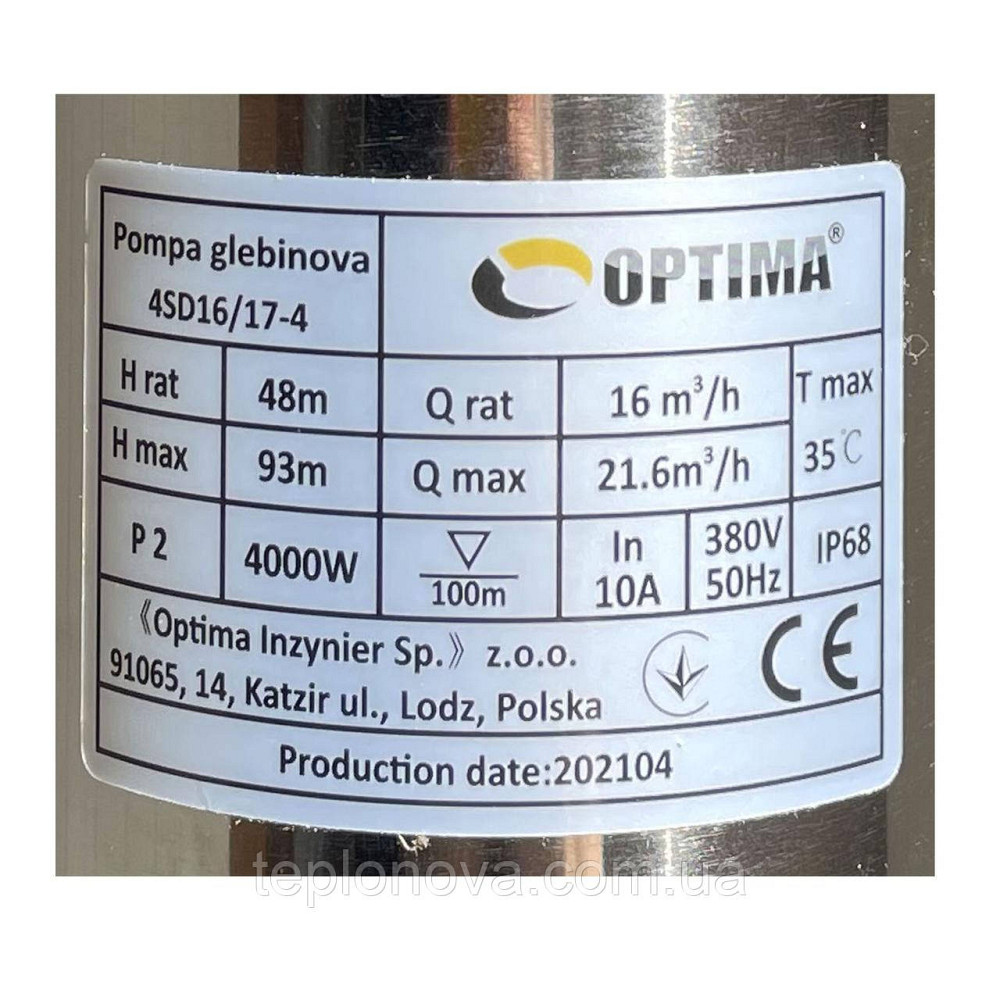 Pompa glebinova
4SD16/17-4
OPTIMA®
H rat
48m
Q rat
16 m³/h
T max
35℃
H max
93m
Q max
21.6m³/h
P 2
4000W
100m
In
10A
380V
50Hz
IP68
《Optima Inzynier Sp.》 z.o.o.
91065, 14, Katzir ul., Lodz, Polska
CE
Production date:202104
teplonova.com.ua